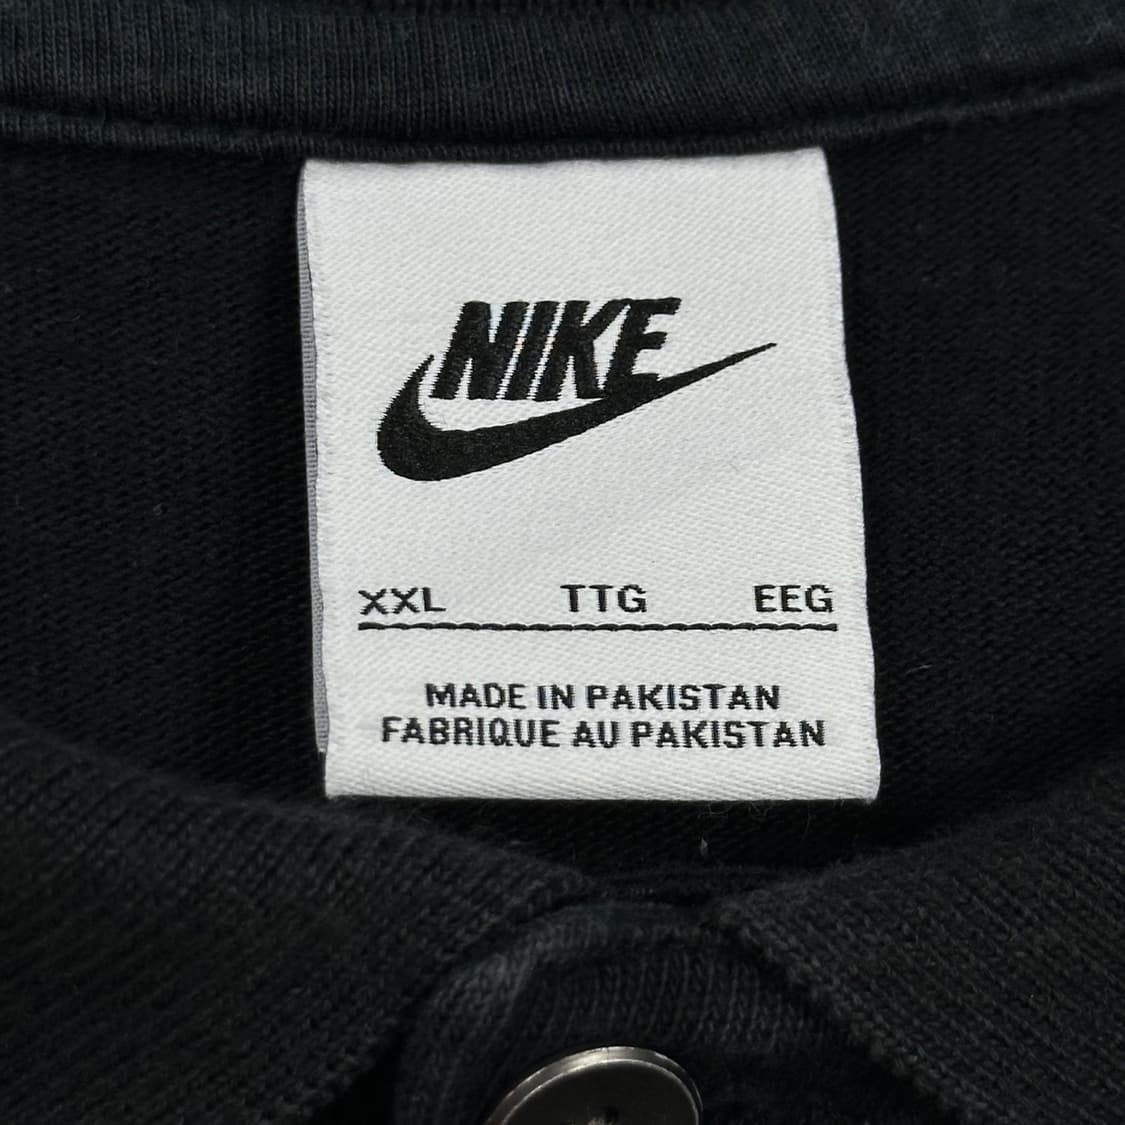 NIKE
XXL TTG EEG
MADE IN PAKISTAN
FABRIQUE AU PAKISTAN